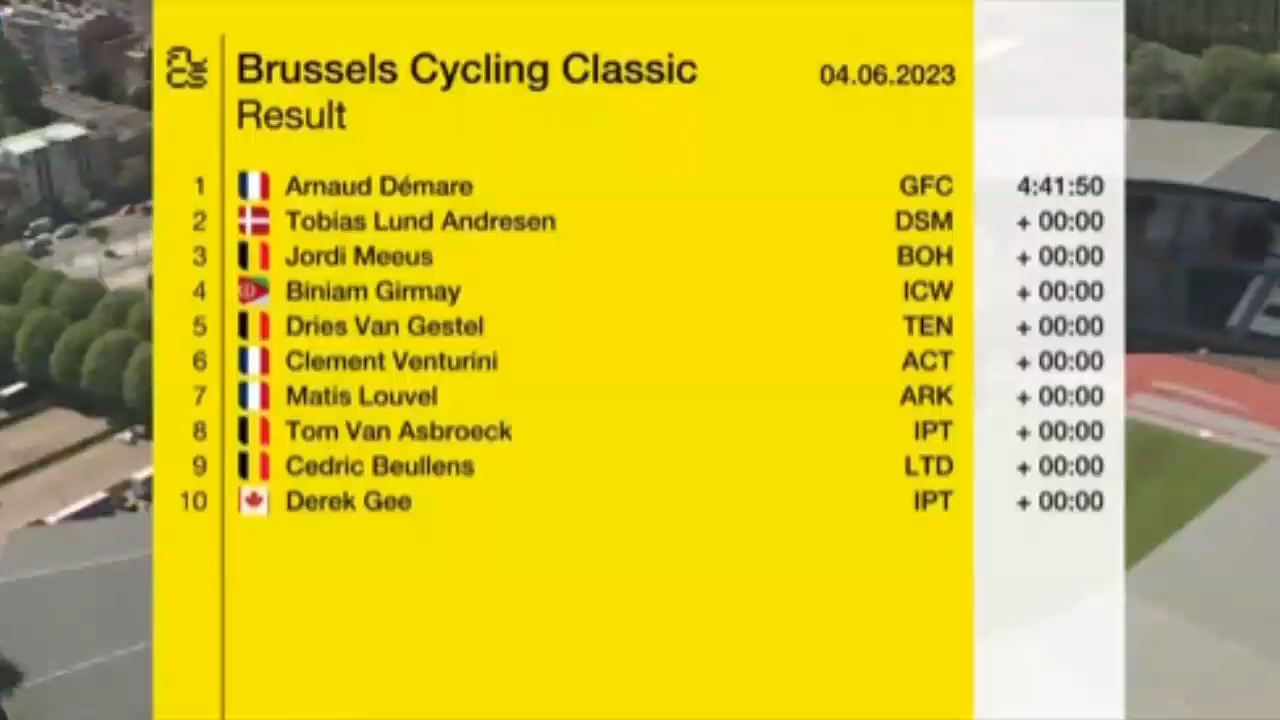 Brussels Cycling Classic 04.06.2023
Result
1 Arnaud Démare GFC 4:41:50
2 Tobias Lund Andresen DSM + 00:00
3 Jordi Meeus BOH + 00:00
4 Biniam Girmay ICW + 00:00
5 Dries Van Gestel TEN + 00:00
6 Clement Venturini ACT + 00:00
7 Matis Louvel ARK + 00:00
8 Tom Van Asbroeck IPT + 00:00
9 Cedric Beullens LTD + 00:00
10 Derek Gee IPT + 00:00